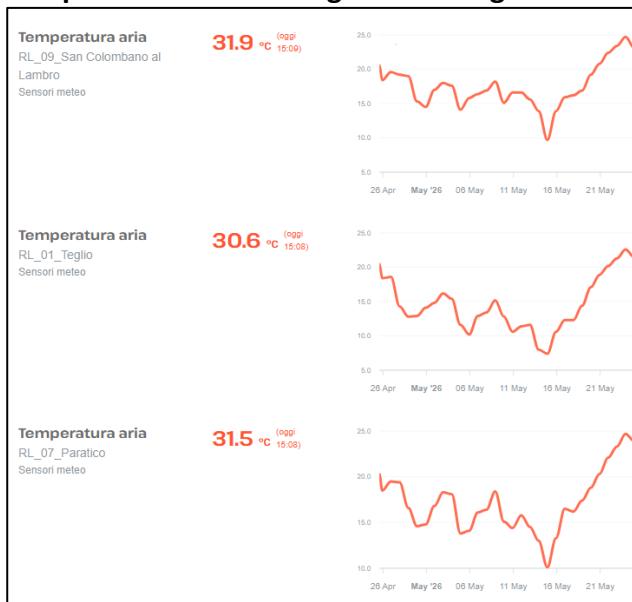 Temperatura aria
RL_09_San Colombano al
Lambro
Sensori meteo
31.9 °C (oggi
15:09)
25.0
20.0
15.0
10.0
5.0
26 Apr May '26 06 May 11 May 16 May 21 May
Temperatura aria
RL_01_Teglio
Sensori meteo
30.6 °C (oggi
15:08)
25.0
20.0
15.0
10.0
5.0
26 Apr May '26 06 May 11 May 16 May 21 May
Temperatura aria
RL_07_Paratico
Sensori meteo
31.5 °C (oggi
15:08)
25.0
20.0
15.0
10.0
26 Apr May '26 06 May 11 May 16 May 21 May